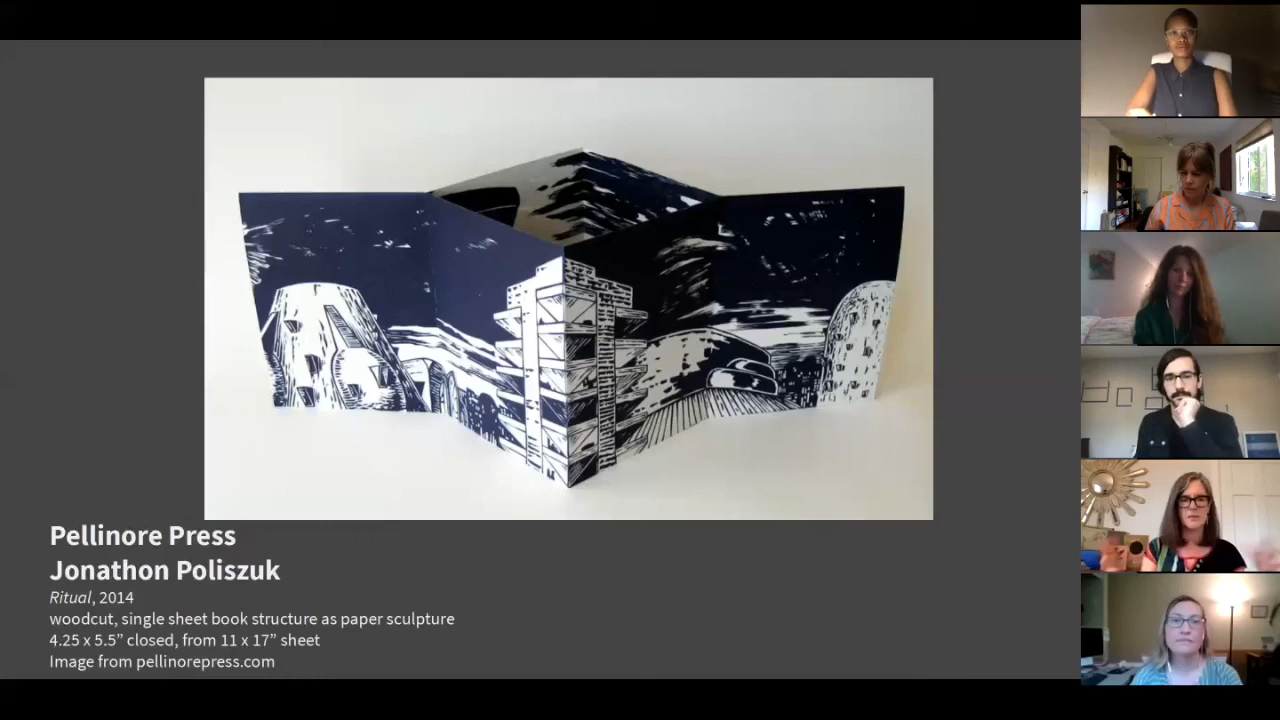 Pellinore Press
Jonathon Poliszuk
Ritual, 2014
woodcut, single sheet book structure as paper sculpture
4.25 x 5.5” closed, from 11 x 17” sheet
Image from pellinorepress.com